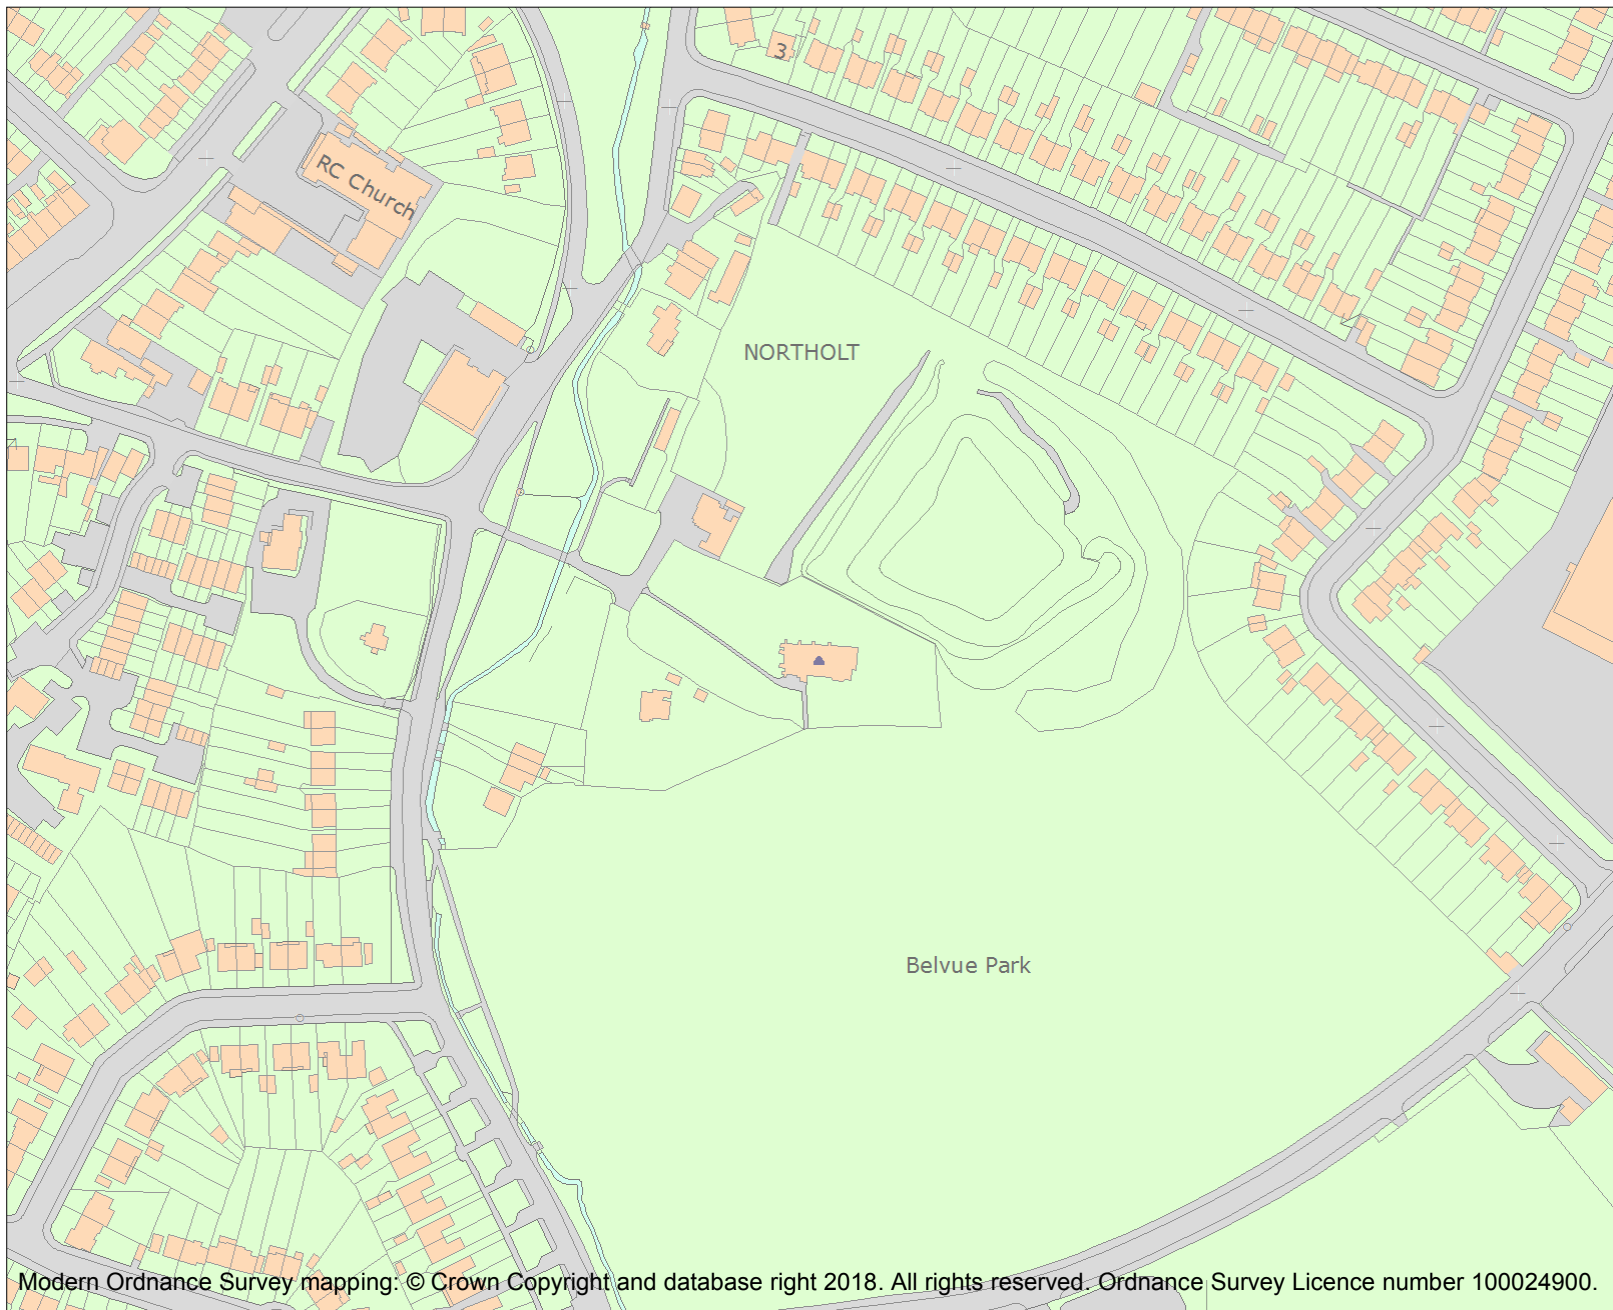 3
RC Church
NORTHOLT
Belvue Park
Modern Ordnance Survey mapping: © Crown Copyright and database right 2018. All rights reserved. Ordnance Survey Licence number 100024900.